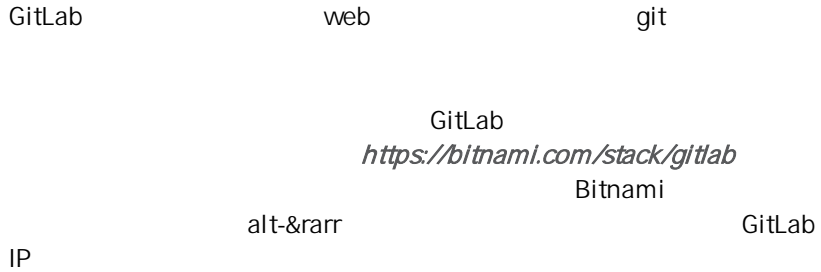 GitLab web git
GitLab
https://bitnami.com/stack/gitlab
Bitnami
alt-&rarr GitLab
IP